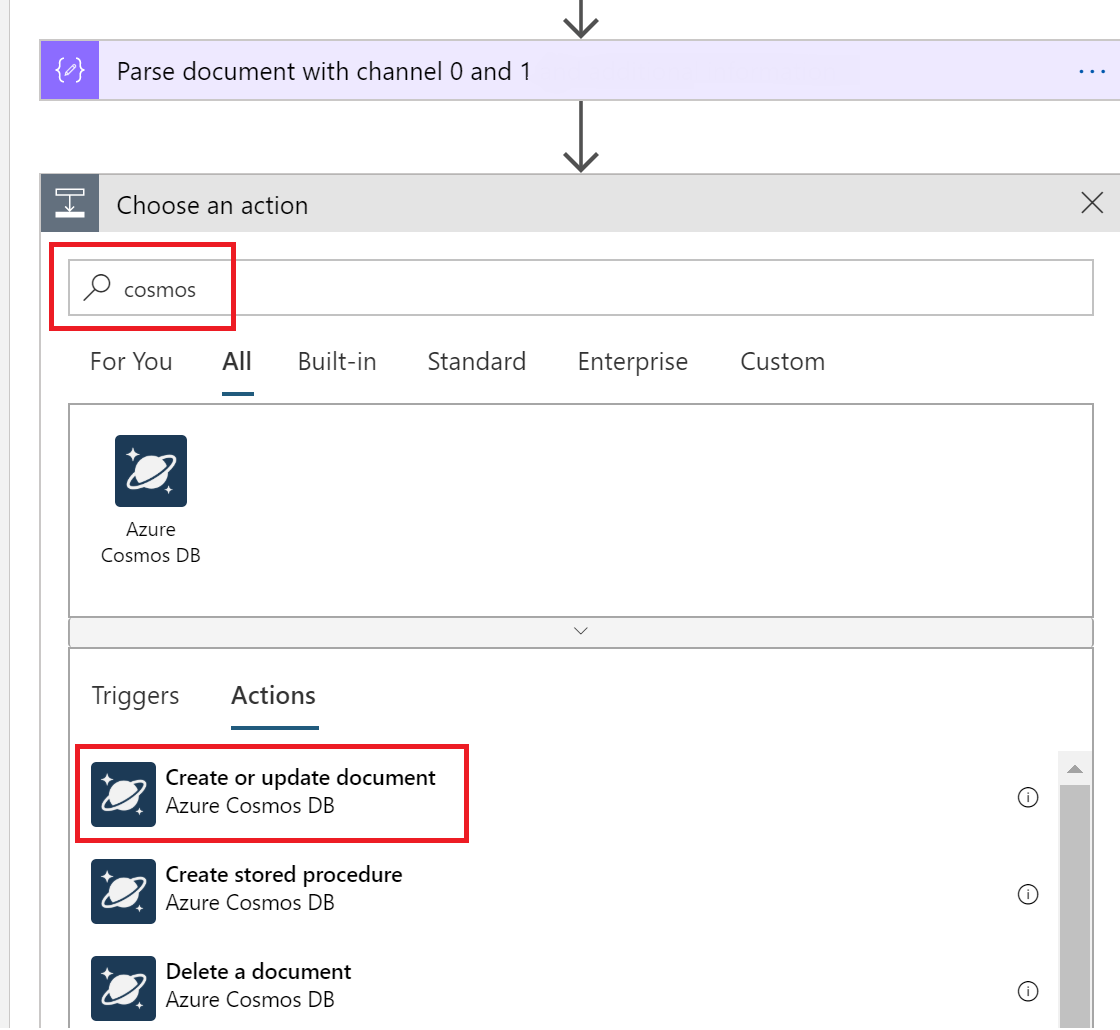 Parse document with channel 0 and 1
Choose an action
cosmos
For You All Built-in Standard Enterprise Custom
Azure
Cosmos DB
Triggers Actions
Create or update document
Azure Cosmos DB
Create stored procedure
Azure Cosmos DB
Delete a document
Azure Cosmos DB